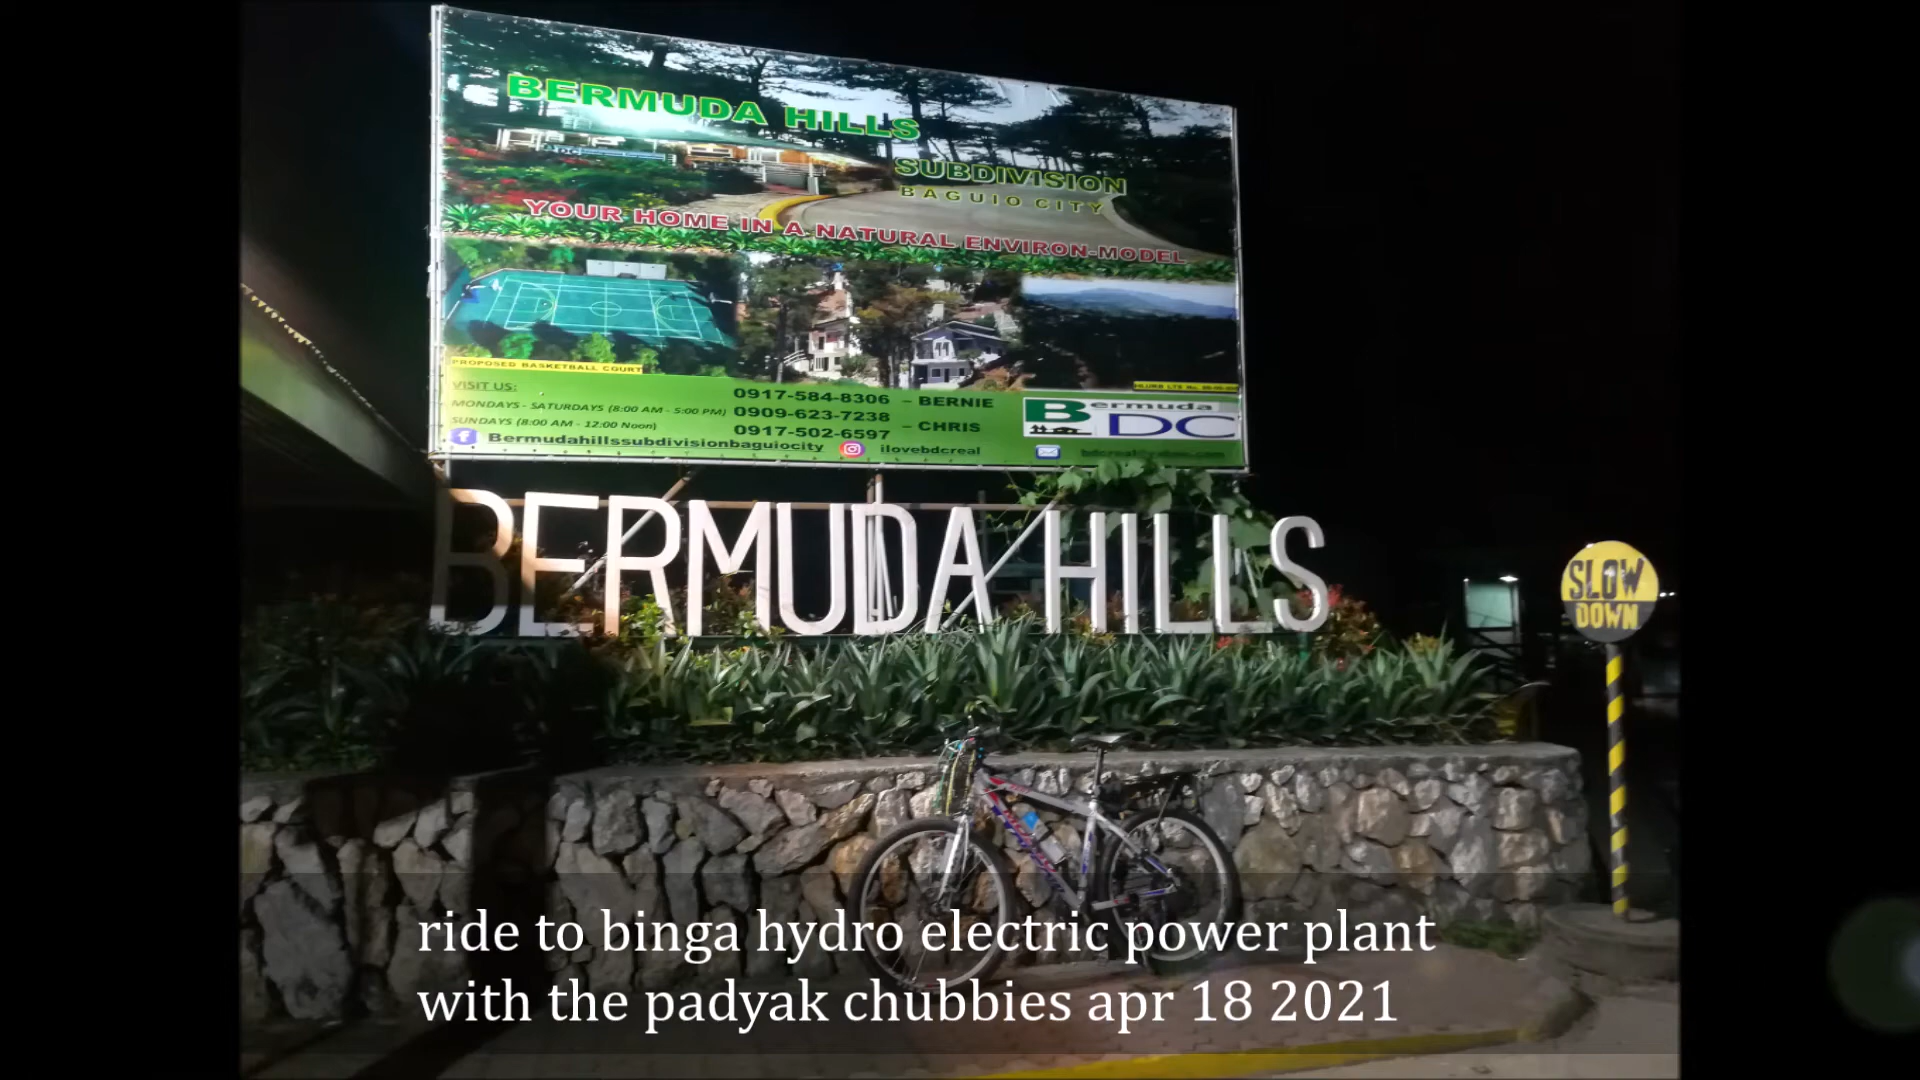 BERMUDA HILLS
SUBDIVISION
BAGUIO CITY
YOUR HOME IN A NATURAL ENVIRON-MODEL
PROPOSED BASKETBALL COURT
VISIT US:
MONDAYS - SATURDAYS (8:00 AM - 5:00 PM)
SUNDAYS (8:00 AM - 12:00 Noon)
0917-584-8306 - BERNIE
0909-623-7238
0917-502-6597 - CHRIS
Bermuda
DC
Bermudahillssubdivisionbaguiocity
ilovebdcreal
BERMUDA HILLS
SLOW
DOWN
ride to binga hydro electric power plant
with the padyak chubbies apr 18 2021